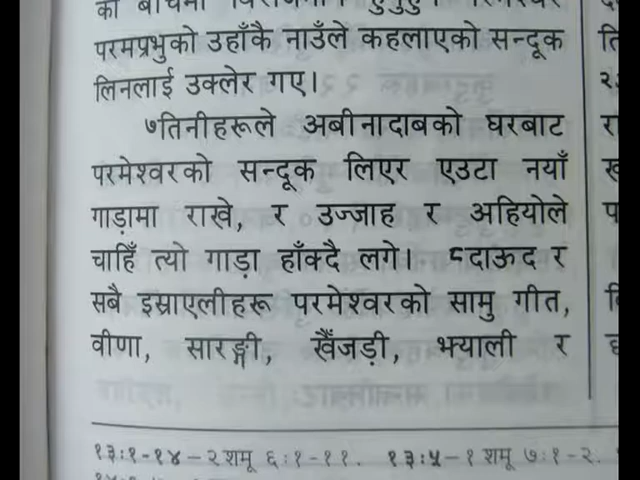 को बीचमा
परमप्रभुको उहाँकै नाउँले कहलाएको सन्दूक
लिनलाई उक्लेर गए।
७तिनीहरूले अबीनादाबको घरबाट
परमेश्वरको सन्दूक लिएर एउटा नयाँ
गाड़ामा राखे, र उज्जाह र अहियोले
चाहिँ त्यो गाड़ा हाँक्दै लगे। ८दाऊद र
सबै इस्राएलीहरू परमेश्वरको सामु गीत,
वीणा, सारङ्गी, खैंजड़ी, झ्याली र
१३:१-१४–२शमू ६:१-११. १३:५–१शमू ७:१-२.